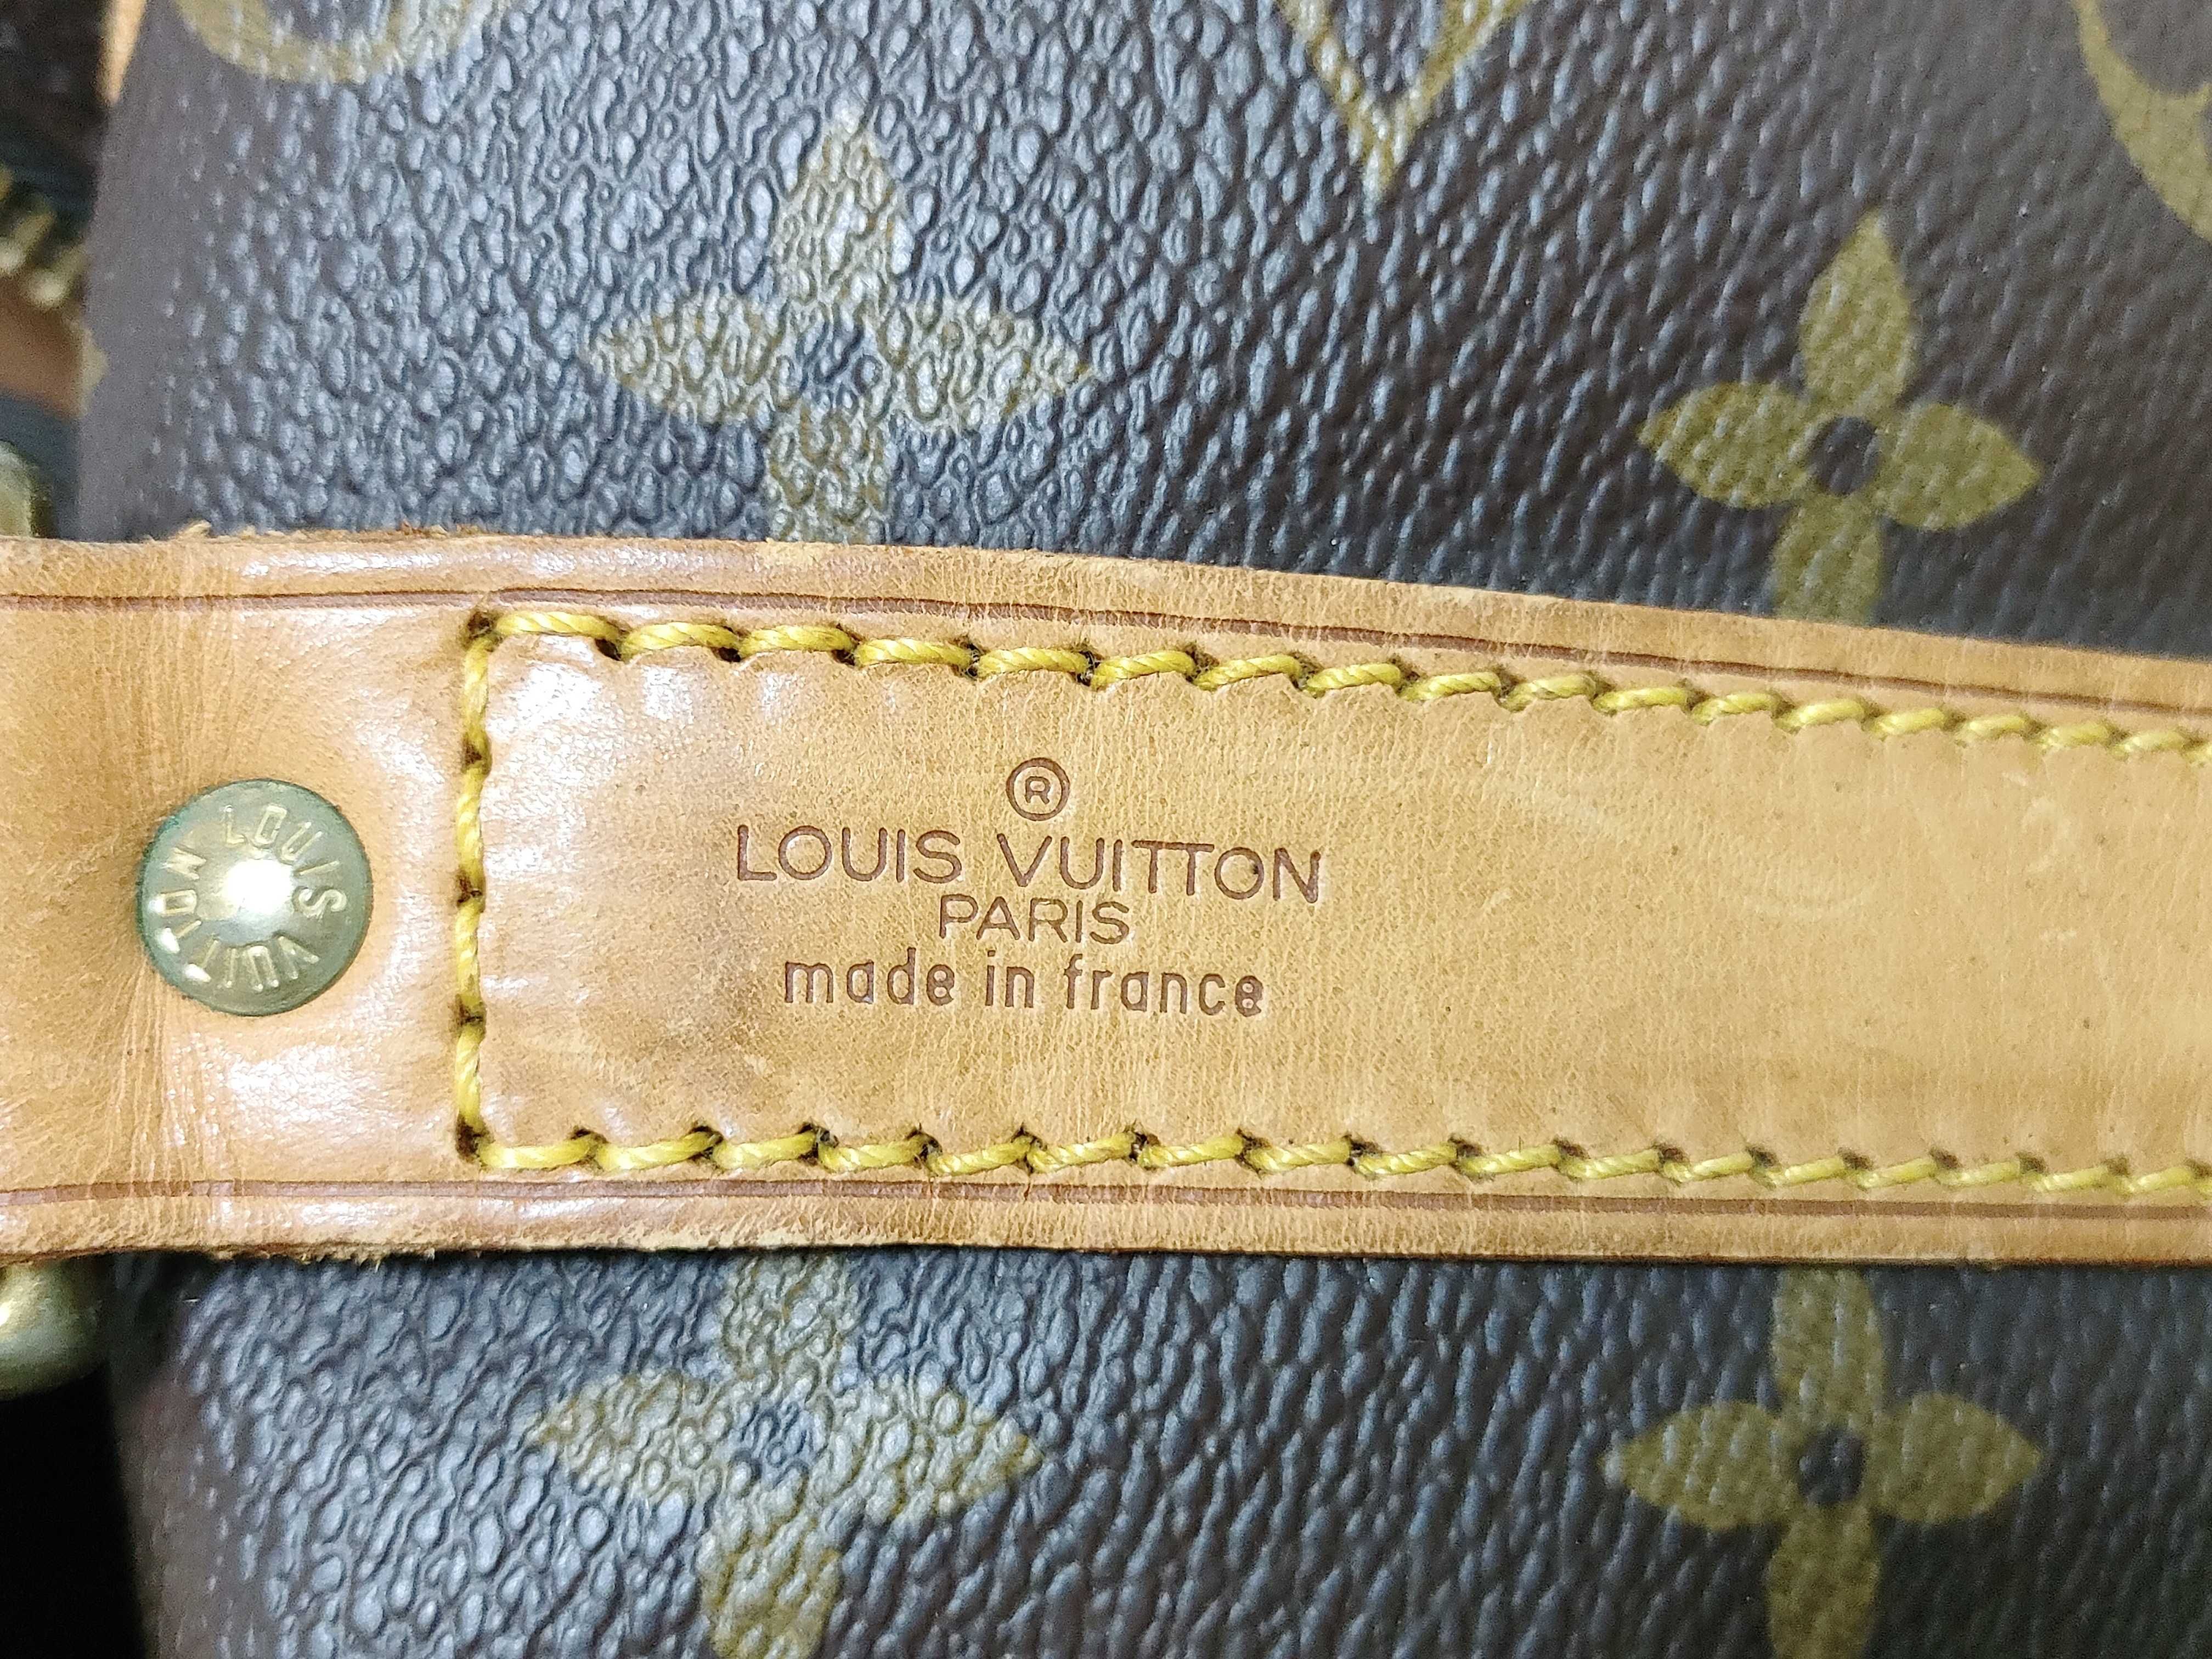 LOUIS VUITTON
®
LOUIS VUITTON
PARIS
made in france